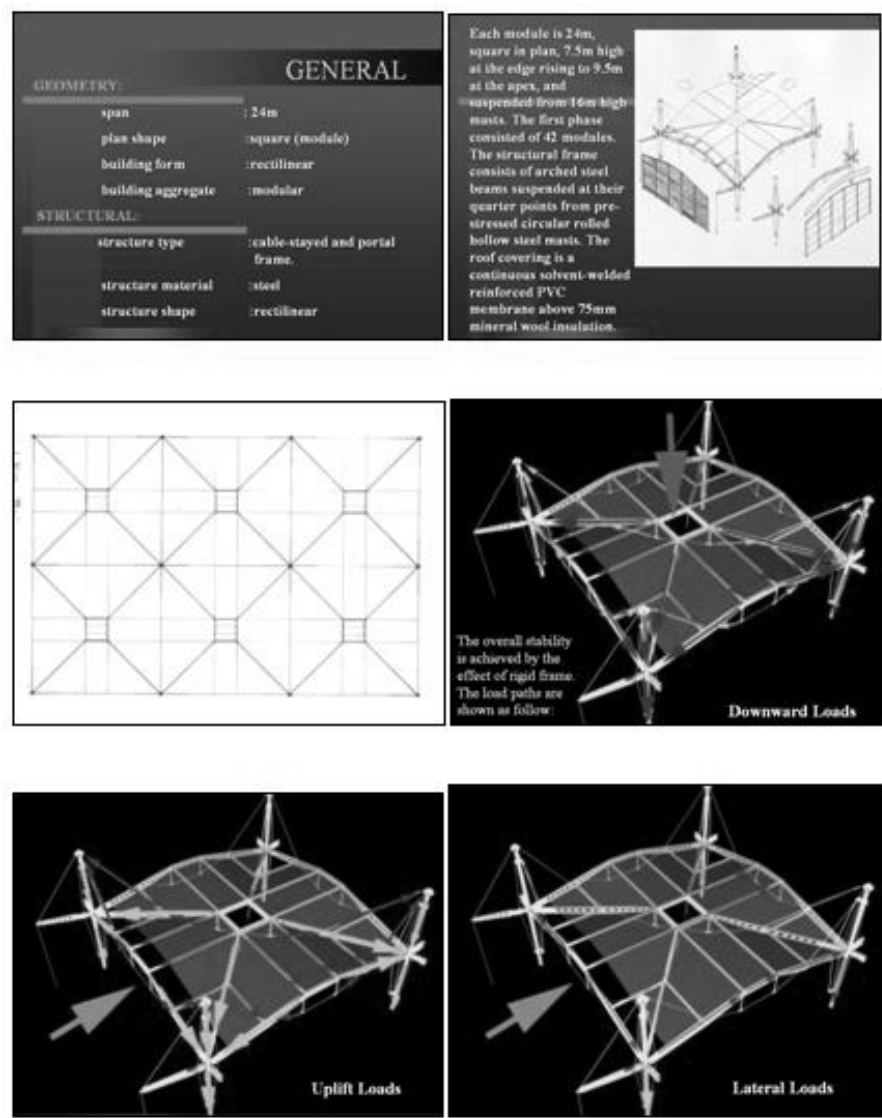 GENERAL
GEOMETRY:
span : 24m
plan shape :square (module)
building form :rectilinear
building aggregate :modular
STRUCTURAL:
structure type :cable-stayed and portal
frame.
structure material :steel
structure shape :rectilinear
Each module is 24m,
square in plan, 7.5m high
at the edge rising to 9.5m
at the apex, and
suspended from 16m high
masts. The first phase
consisted of 42 modules.
The structural frame
consists of arched steel
beams suspended at their
quarter points from pre-
stressed circular rolled
hollow steel masts. The
roof covering is a
continuous solvent-welded
reinforced PVC
membrane above 75mm
mineral wool insulation.
The overall stability
is achieved by the
effect of rigid frame.
The load paths are
shown as follow:
Downward Loads
Uplift Loads
Lateral Loads